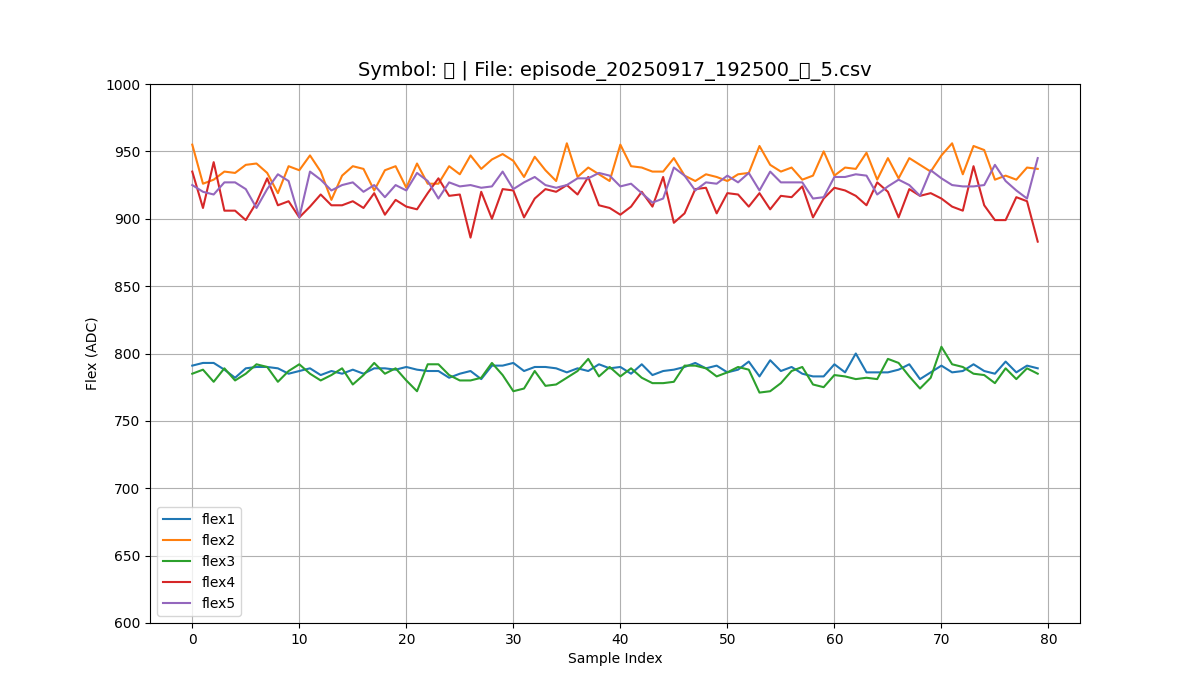 Symbol: ▯ | File: episode_20250917_192500_▯_5.csv
1000
950
900
850
800
750
700
650
600
Flex (ADC)
flex1
flex2
flex3
flex4
flex5
0 10 20 30 40 50 60 70 80
Sample Index